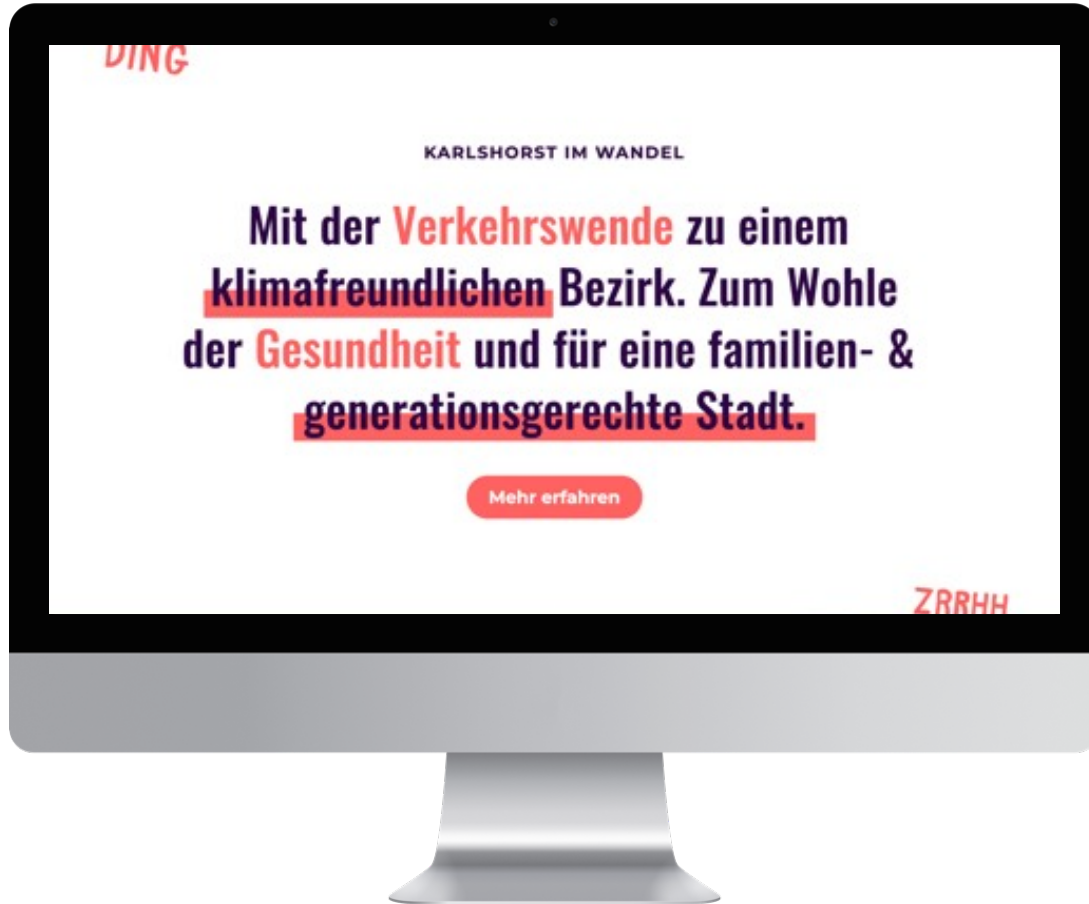 DING
KARLSHORST IM WANDEL
Mit der Verkehrswende zu einem
klimafreundlichen Bezirk. Zum Wohle
der Gesundheit und für eine familien- &
generationsgerechte Stadt.
Mehr erfahren
ZRRHH